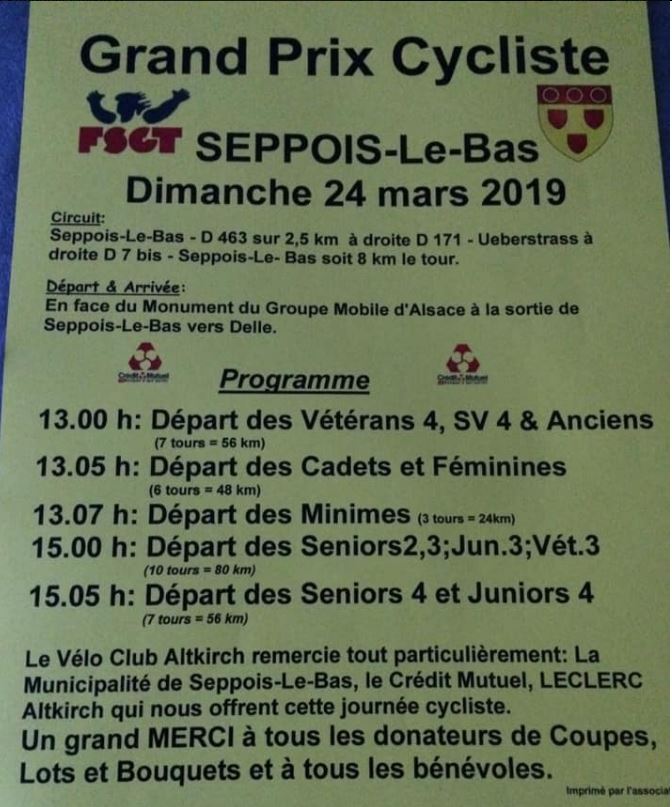 Grand Prix Cycliste
FSGT SEPPOIS-Le-Bas
Dimanche 24 mars 2019
Circuit:
Seppois-Le-Bas - D 463 sur 2,5 km à droite D 171 - Ueberstrass à
droite D 7 bis - Seppois-Le- Bas soit 8 km le tour.
Départ & Arrivée:
En face du Monument du Groupe Mobile d'Alsace à la sortie de
Seppois-Le-Bas vers Delle.
Crédit Mutuel
Crédit Mutuel
Programme
13.00 h: Départ des Vétérans 4, SV 4 & Anciens
(7 tours = 56 km)
13.05 h: Départ des Cadets et Féminines
(6 tours = 48 km)
13.07 h: Départ des Minimes (3 tours = 24km)
15.00 h: Départ des Seniors2,3;Jun.3;Vét.3
(10 tours = 80 km)
15.05 h: Départ des Seniors 4 et Juniors 4
(7 tours = 56 km)
Le Vélo Club Altkirch remercie tout particulièrement: La
Municipalité de Seppois-Le-Bas, le Crédit Mutuel, LECLERC
Altkirch qui nous offrent cette journée cycliste.
Un grand MERCI à tous les donateurs de Coupes,
Lots et Bouquets et à tous les bénévoles.
Imprimé par l'associat